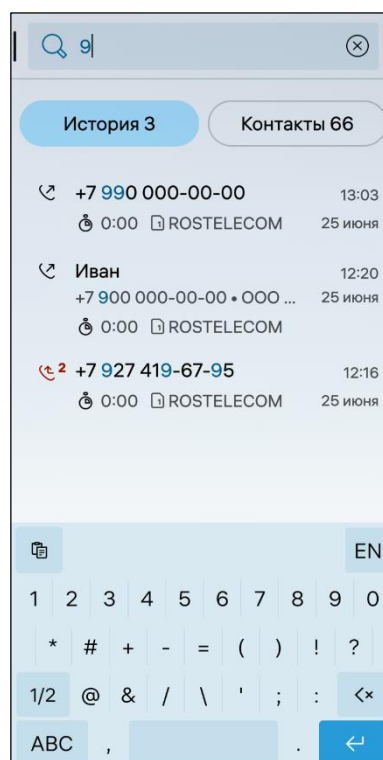 9
История 3
Контакты 66
+7 990 000-00-00 13:03
0:00 1 ROSTELECOM 25 июня
Иван 12:20
+7 900 000-00-00 • ООО ... 25 июня
0:00 1 ROSTELECOM
2 +7 927 419-67-95 12:16
0:00 1 ROSTELECOM 25 июня
EN
1 2 3 4 5 6 7 8 9 0
* # + - = ( ) ! ?
1/2 @ & / \ ' ; :
ABC , .